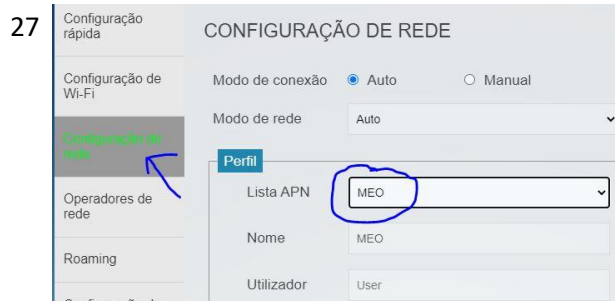 27
Configuração
rápida
Configuração de
Wi-Fi
Configuração de
rede
Operadores de
rede
Roaming
CONFIGURAÇÃO DE REDE
Modo de conexão Auto Manual
Modo de rede Auto
Perfil
Lista APN MEO
Nome MEO
Utilizador User